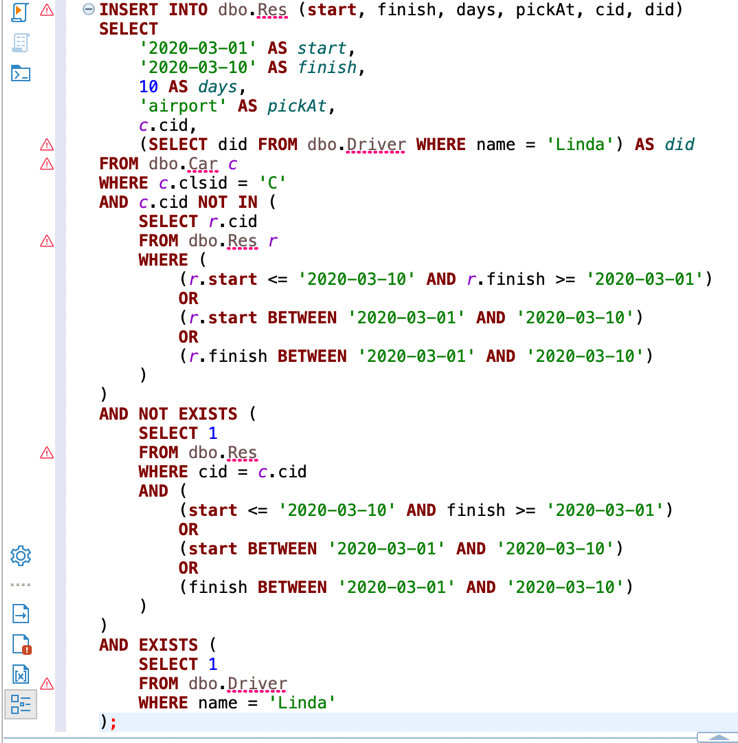 INSERT INTO dbo.Res (start, finish, days, pickAt, cid, did)
SELECT
'2020-03-01' AS start,
'2020-03-10' AS finish,
10 AS days,
'airport' AS pickAt,
c.cid,
(SELECT did FROM dbo.Driver WHERE name = 'Linda') AS did
FROM dbo.Car c
WHERE c.clsid = 'C'
AND c.cid NOT IN (
SELECT r.cid
FROM dbo.Res r
WHERE (
(r.start <= '2020-03-10' AND r.finish >= '2020-03-01')
OR
(r.start BETWEEN '2020-03-01' AND '2020-03-10')
OR
(r.finish BETWEEN '2020-03-01' AND '2020-03-10')
)
)
AND NOT EXISTS (
SELECT 1
FROM dbo.Res
WHERE cid = c.cid
AND (
(start <= '2020-03-10' AND finish >= '2020-03-01')
OR
(start BETWEEN '2020-03-01' AND '2020-03-10')
OR
(finish BETWEEN '2020-03-01' AND '2020-03-10')
)
)
AND EXISTS (
SELECT 1
FROM dbo.Driver
WHERE name = 'Linda'
);